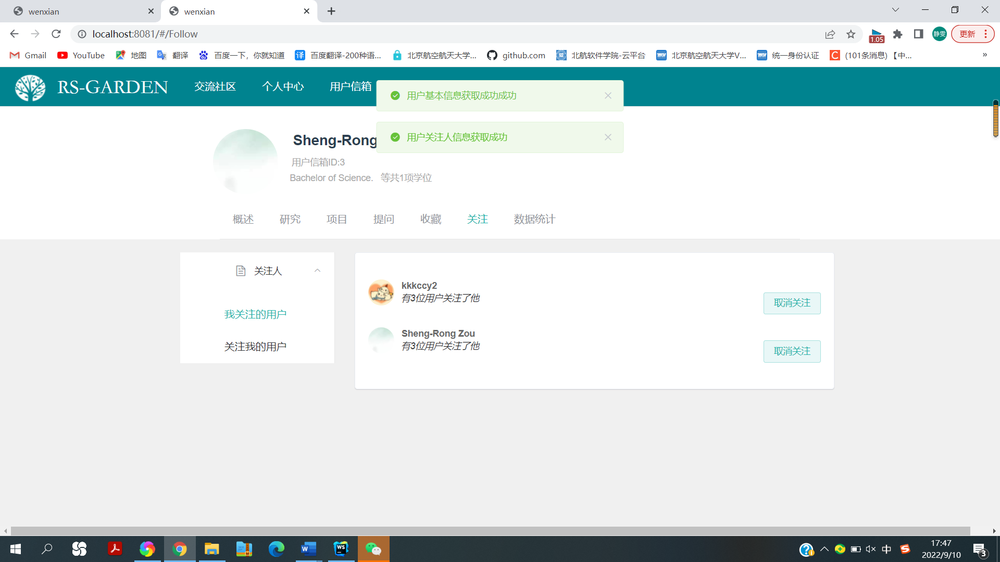 wenxian
wenxian
localhost:8081/#/Follow
1.05
静雯
更新
Gmail
YouTube
地图
翻译
百度一下，你就知道
百度翻译-200种语...
北京航空航天大学...
github.com
北航软件学院-云平台
北京航空航天大学V...
统一身份认证
(101条消息) 【中...
»
RS-GARDEN
交流社区
个人中心
用户信箱
用户基本信息获取成功成功
用户关注人信息获取成功
Sheng-Rong
用户信箱ID:3
Bachelor of Science. 等共1项学位
概述
研究
项目
提问
收藏
关注
数据统计
关注人
我关注的用户
关注我的用户
kkkccy2
有3位用户关注了他
取消关注
Sheng-Rong Zou
有3位用户关注了他
取消关注
中
17:47
2022/9/10
3